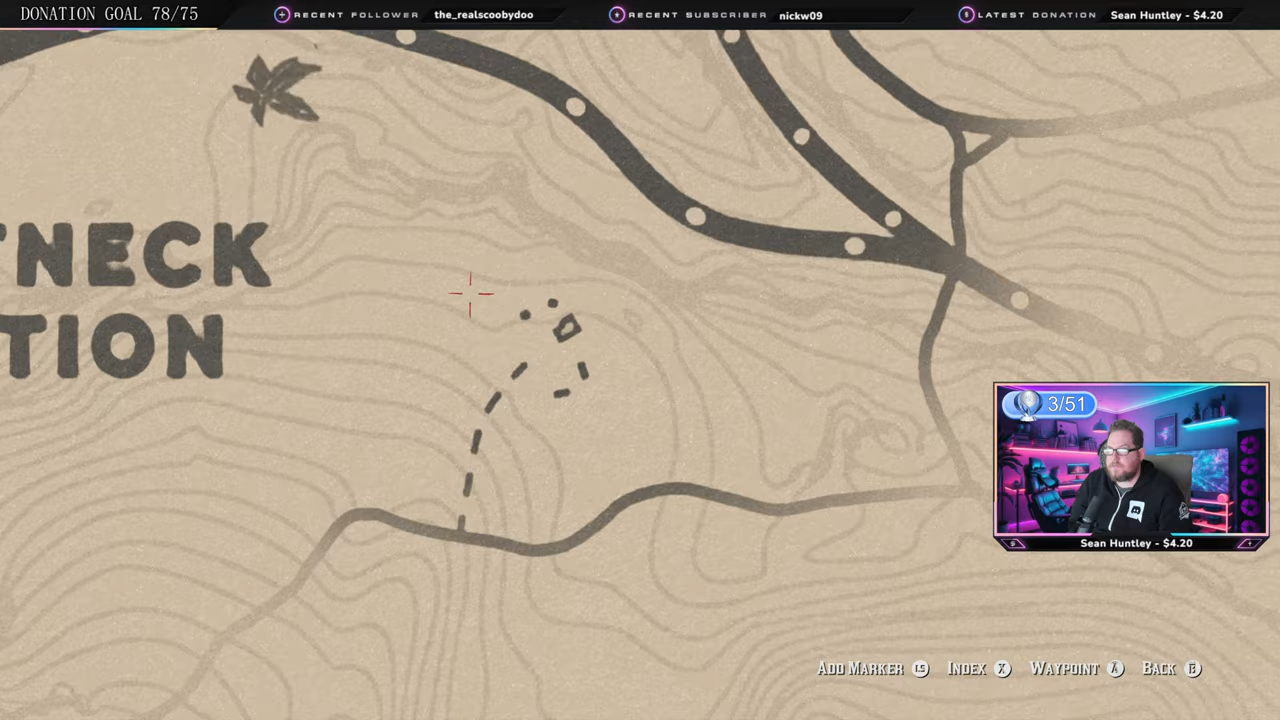 DONATION GOAL 78/75
RECENT FOLLOWER the_realscoobydoo
RECENT SUBSCRIBER nickw09
$ LATEST DONATION Sean Huntley - $4.20
NECK
TION
3/51
Sean Huntley - $4.20
ADD MARKER LS INDEX X WAYPOINT A BACK B